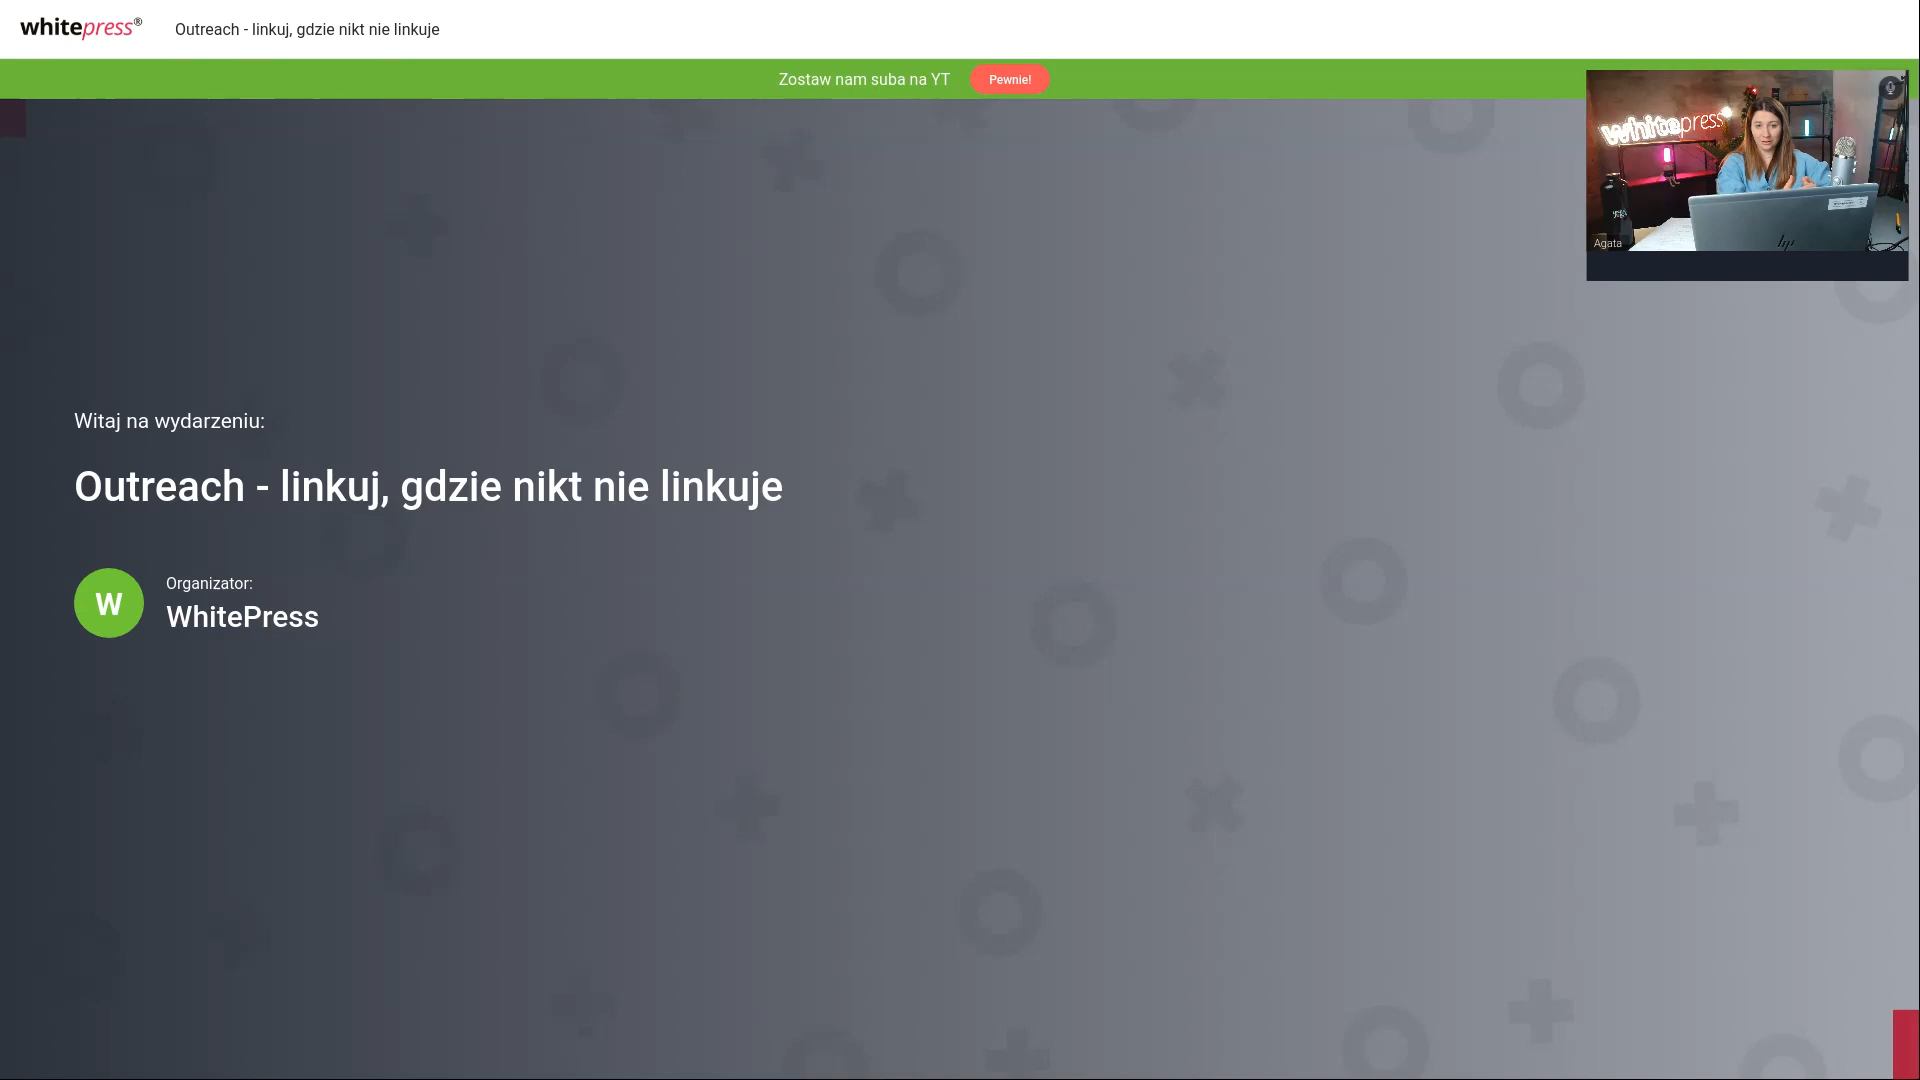 whitepress®
Outreach - linkuj, gdzie nikt nie linkuje
Zostaw nam suba na YT
Pewnie!
whitepress
hp
Agata
Witaj na wydarzeniu:
Outreach - linkuj, gdzie nikt nie linkuje
W
Organizator:
WhitePress